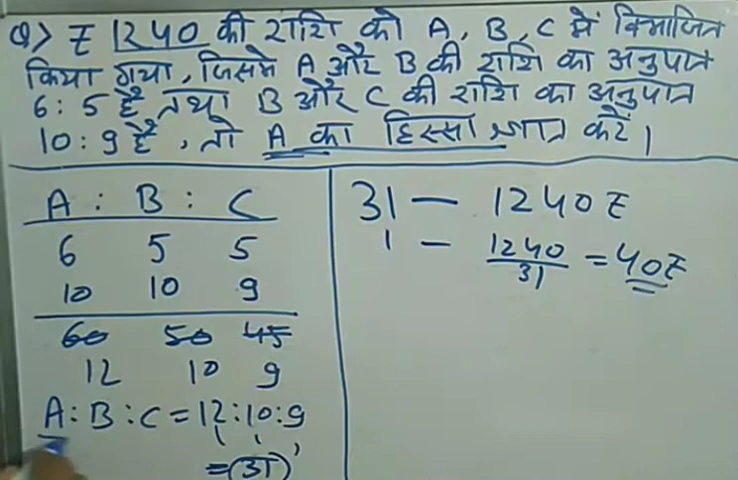 Q> ₹ 1240 की राशि को A, B, C में विभाजित
किया गया, जिसमें A और B की राशि का अनुपात
6 : 5 है तथा B और C की राशि का अनुपात
10 : 9 है, तो A का हिस्सा ज्ञात करें।
A : B : C
6 5 5
10 10 9
60 50 45
12 10 9
A : B : C = 12 : 10 : 9
= 31
31 — 1240₹
1 — 1240/31 = 40₹